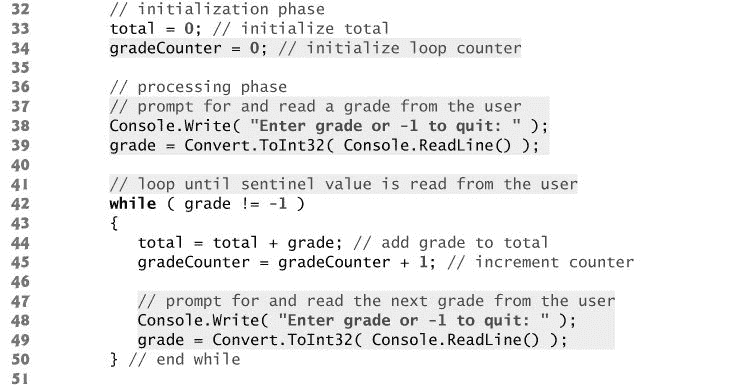 32 // initialization phase
33 total = 0; // initialize total
34 gradeCounter = 0; // initialize loop counter
35
36 // processing phase
37 // prompt for and read a grade from the user
38 Console.Write( "Enter grade or -1 to quit: " );
39 grade = Convert.ToInt32( Console.ReadLine() );
40
41 // loop until sentinel value is read from the user
42 while ( grade != -1 )
43 {
44 total = total + grade; // add grade to total
45 gradeCounter = gradeCounter + 1; // increment counter
46
47 // prompt for and read the next grade from the user
48 Console.Write( "Enter grade or -1 to quit: " );
49 grade = Convert.ToInt32( Console.ReadLine() );
50 } // end while
51